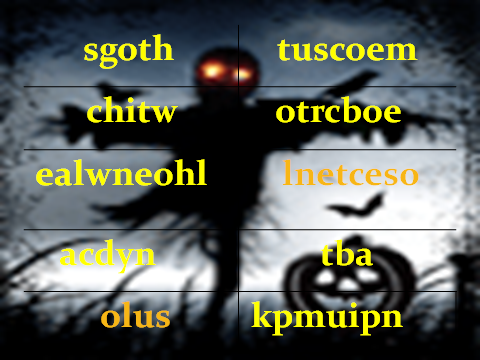 sgoth tuscoem
chitw otrcboe
ealwneohl lnetceso
acdyn tba
olus kpmuipn